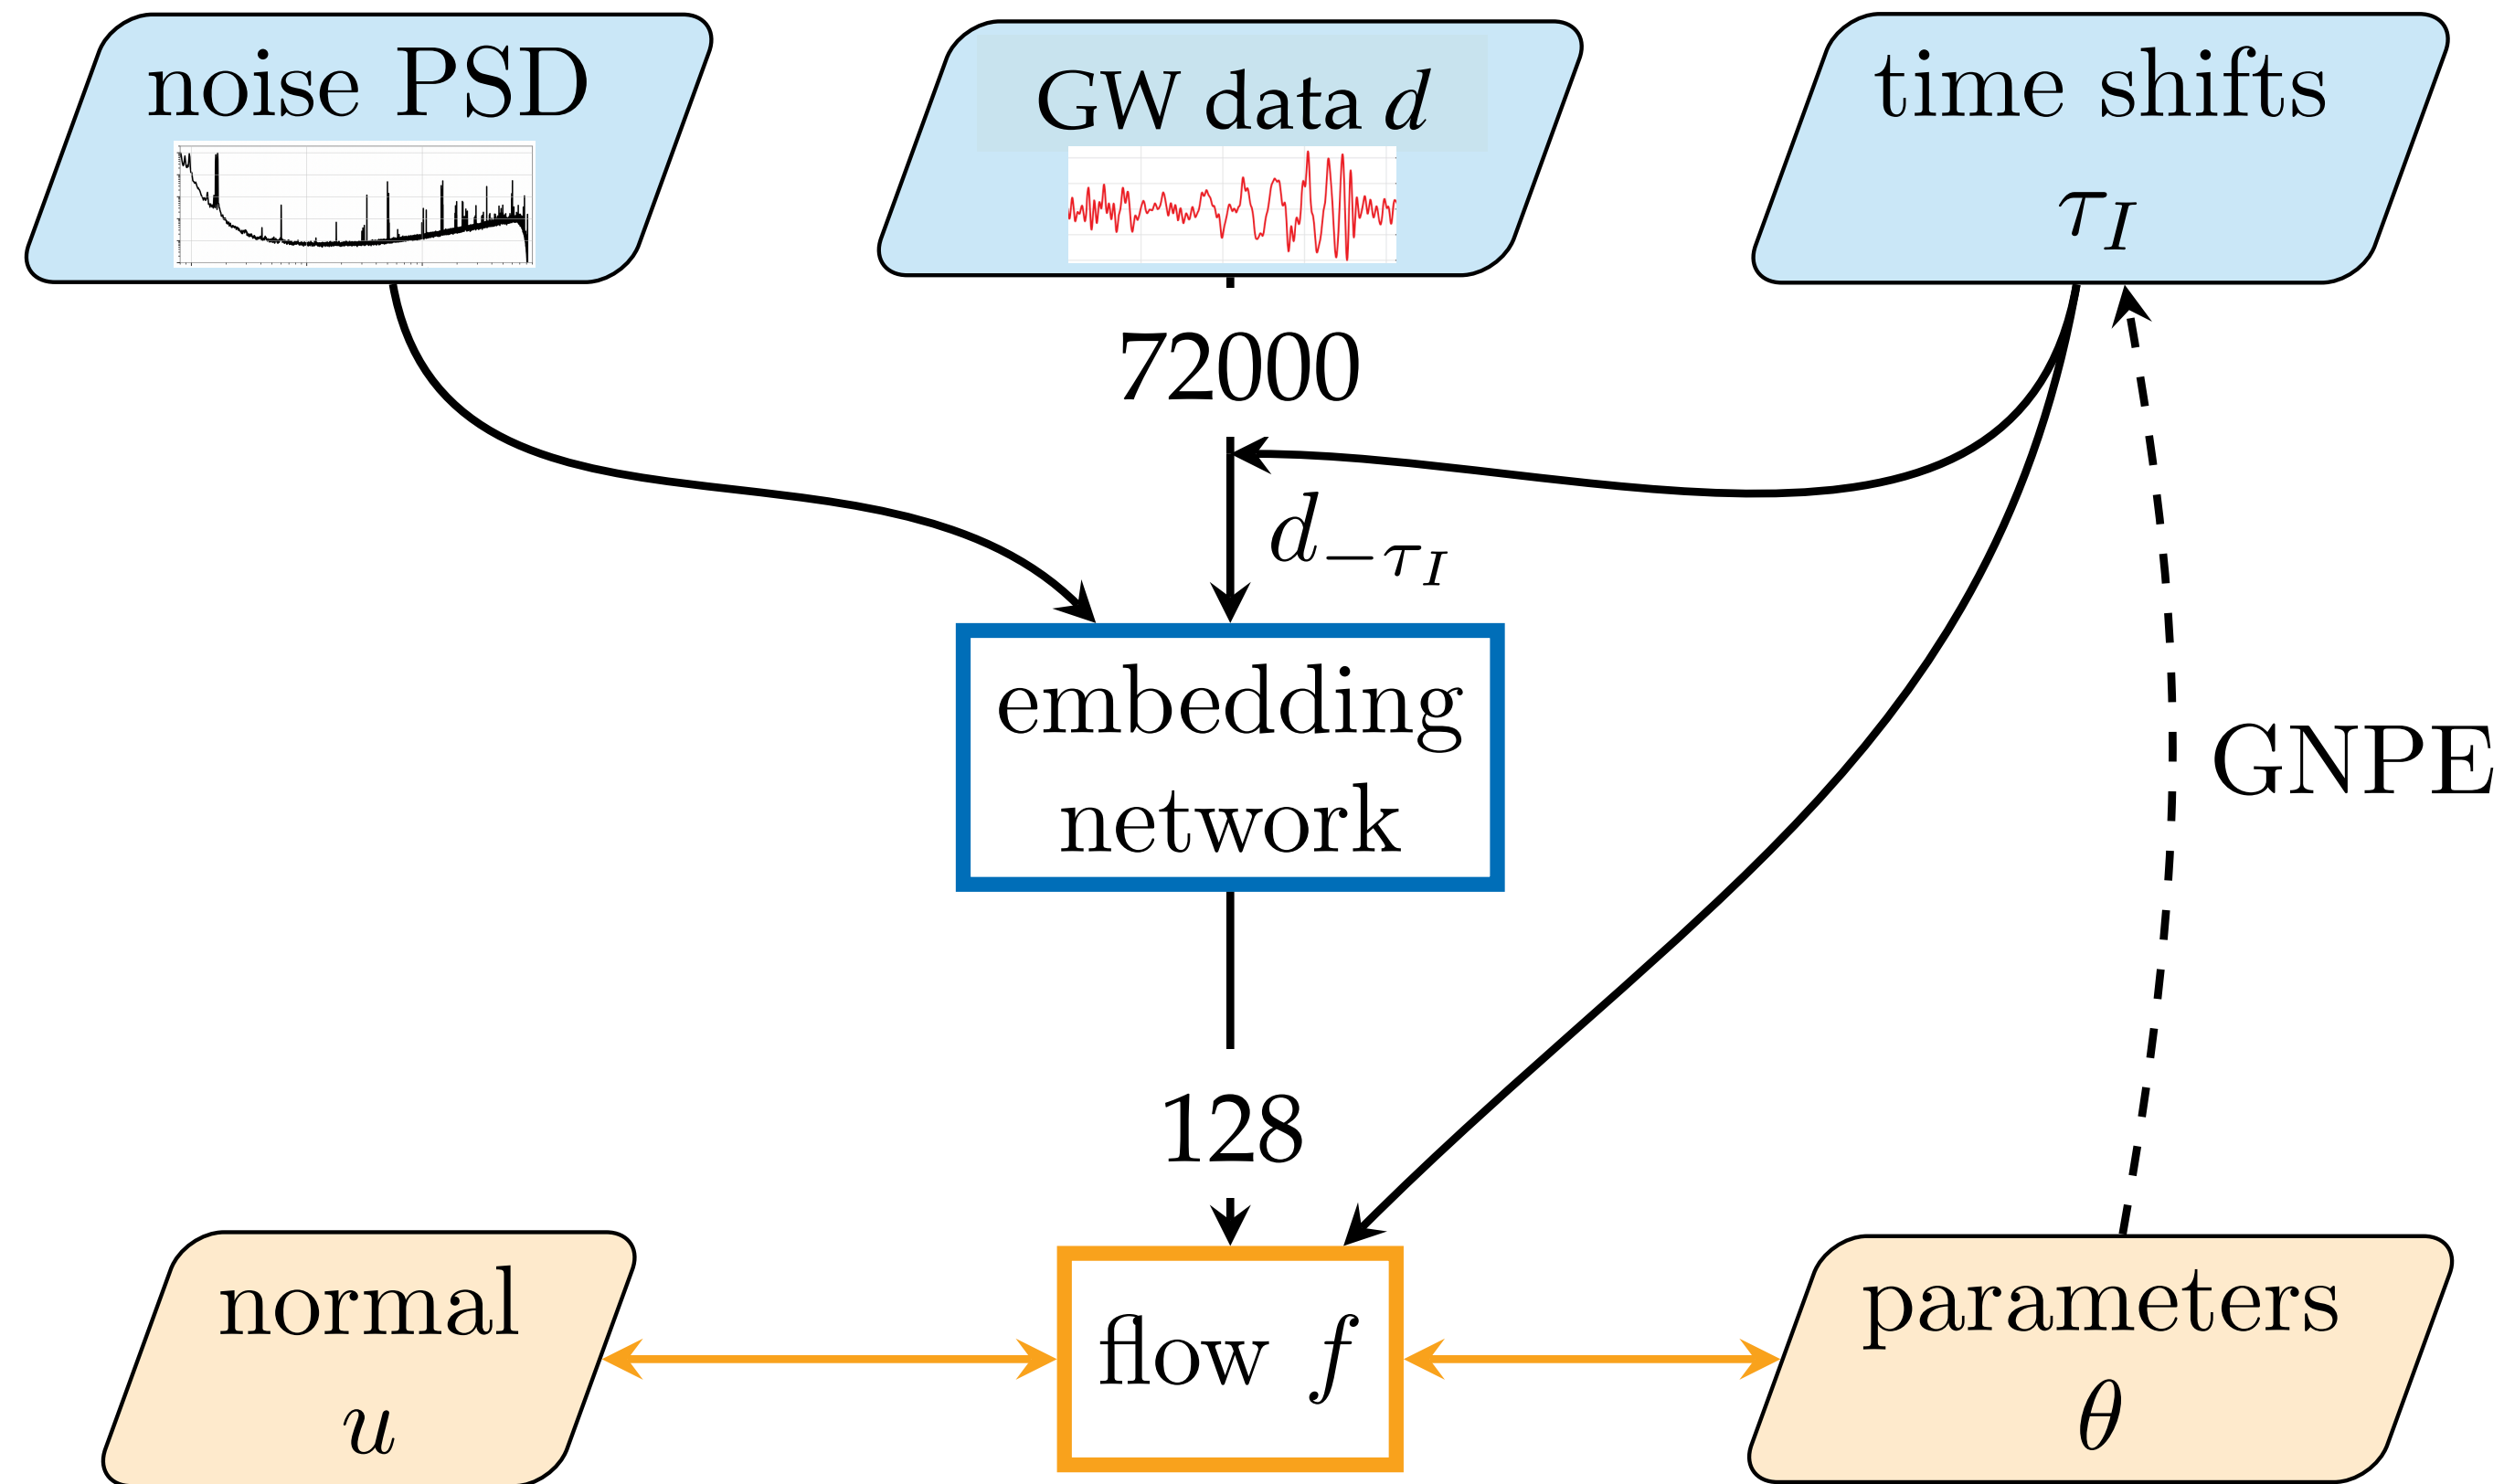 noise PSD
GW data d
time shifts
τ_I
72000
d_{−τ_I}
embedding
network
GNPE
128
normal
u
flow f
parameters
θ